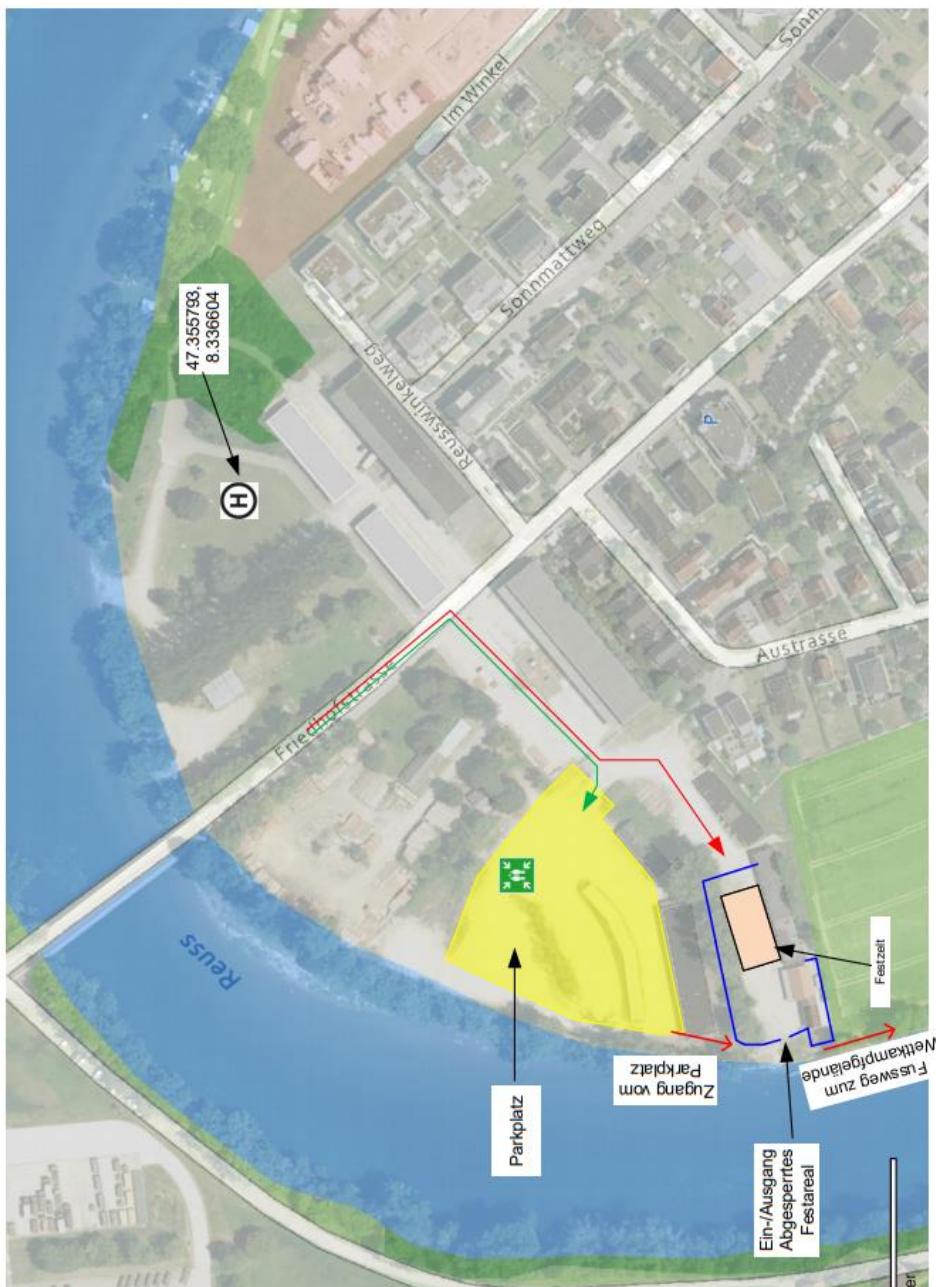 Im Winkel
Sonnmattweg
47.355793,
8.336604
H
Reusswinkelweg
P
Friedhofstrasse
Austrasse
Reuss
Parkplatz
Zugang vom
Parkplatz
Festzelt
Fussweg zum
Wettkampfgelände
Ein-/Ausgang
Abgesperrtes
Festareal